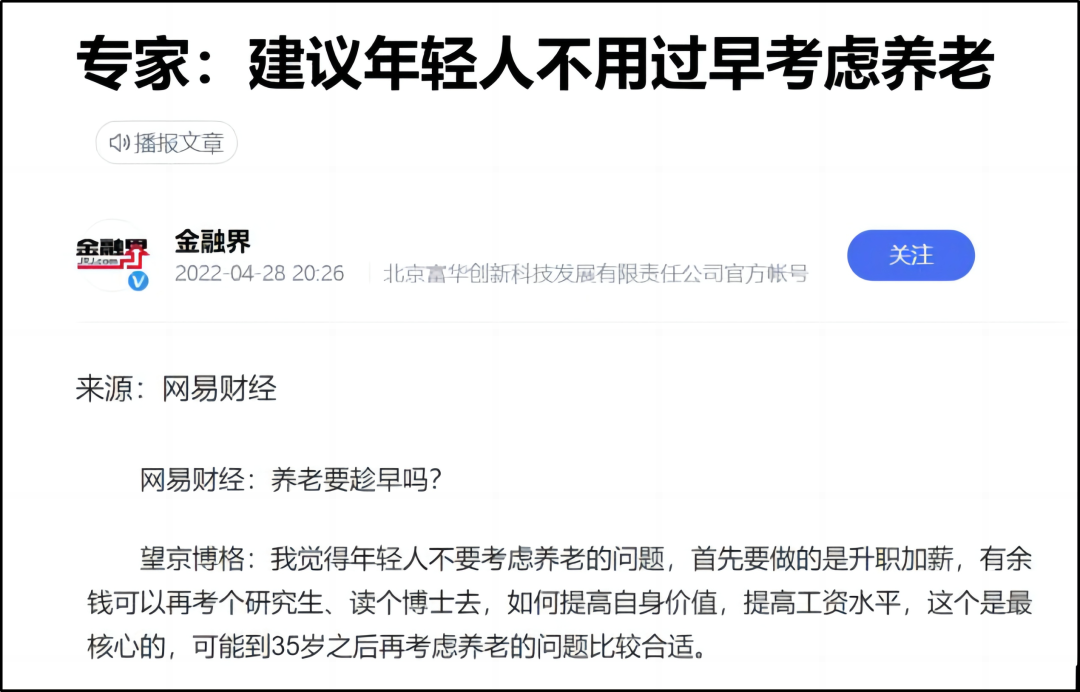 专家：建议年轻人不用过早考虑养老
播报文章
金融界
JRJ.com
金融界
2022-04-28 20:26 北京富华创新科技发展有限责任公司官方帐号
关注
来源：网易财经
网易财经：养老要趁早吗？
望京博格：我觉得年轻人不要考虑养老的问题，首先要做的是升职加薪，有余
钱可以再考个研究生、读个博士去，如何提高自身价值，提高工资水平，这个是最
核心的，可能到35岁之后再考虑养老的问题比较合适。